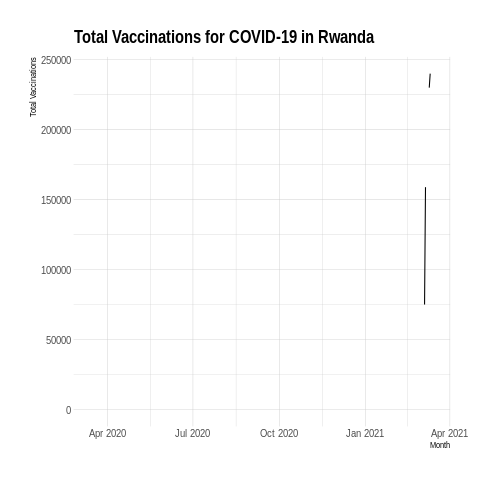 Total Vaccinations for COVID-19 in Rwanda
Total Vaccinations
250000
200000
150000
100000
50000
0
Apr 2020 Jul 2020 Oct 2020 Jan 2021 Apr 2021
Month